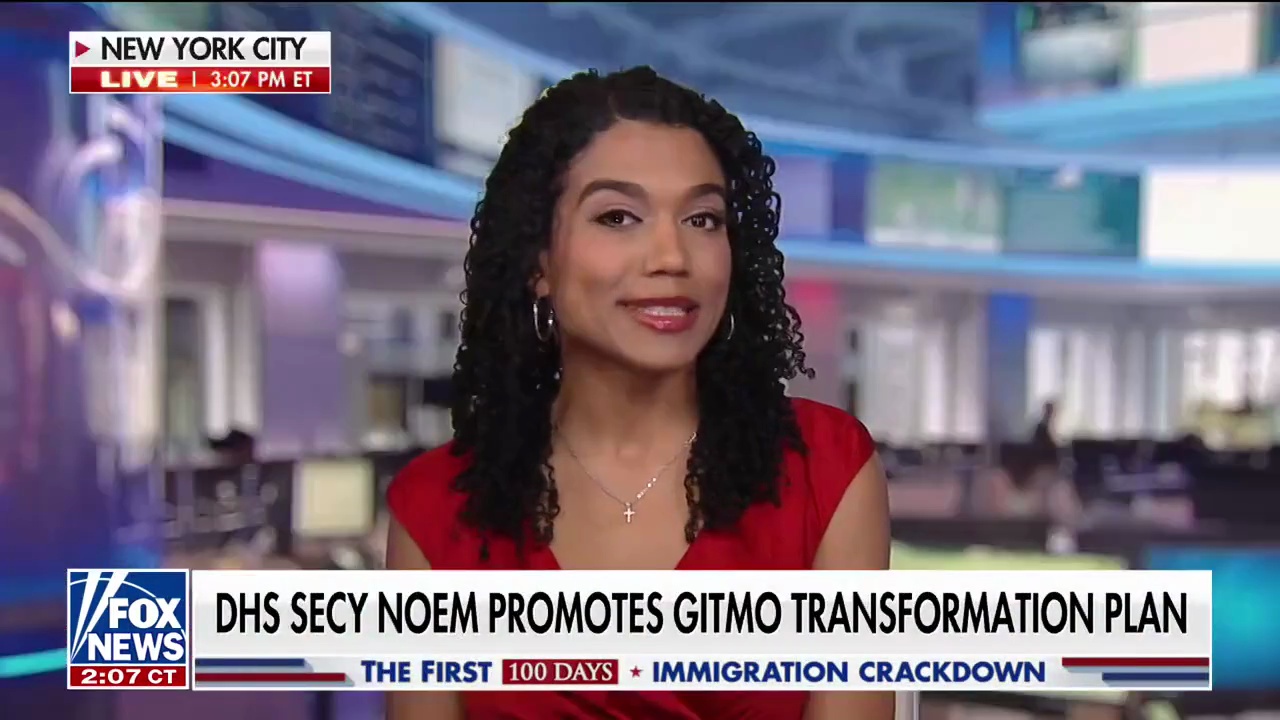 NEW YORK CITY
LIVE | 3:07 PM ET
DHS SECY NOEM PROMOTES GITMO TRANSFORMATION PLAN
FOX
NEWS
2:07 CT
THE FIRST 100 DAYS ★ IMMIGRATION CRACKDOWN